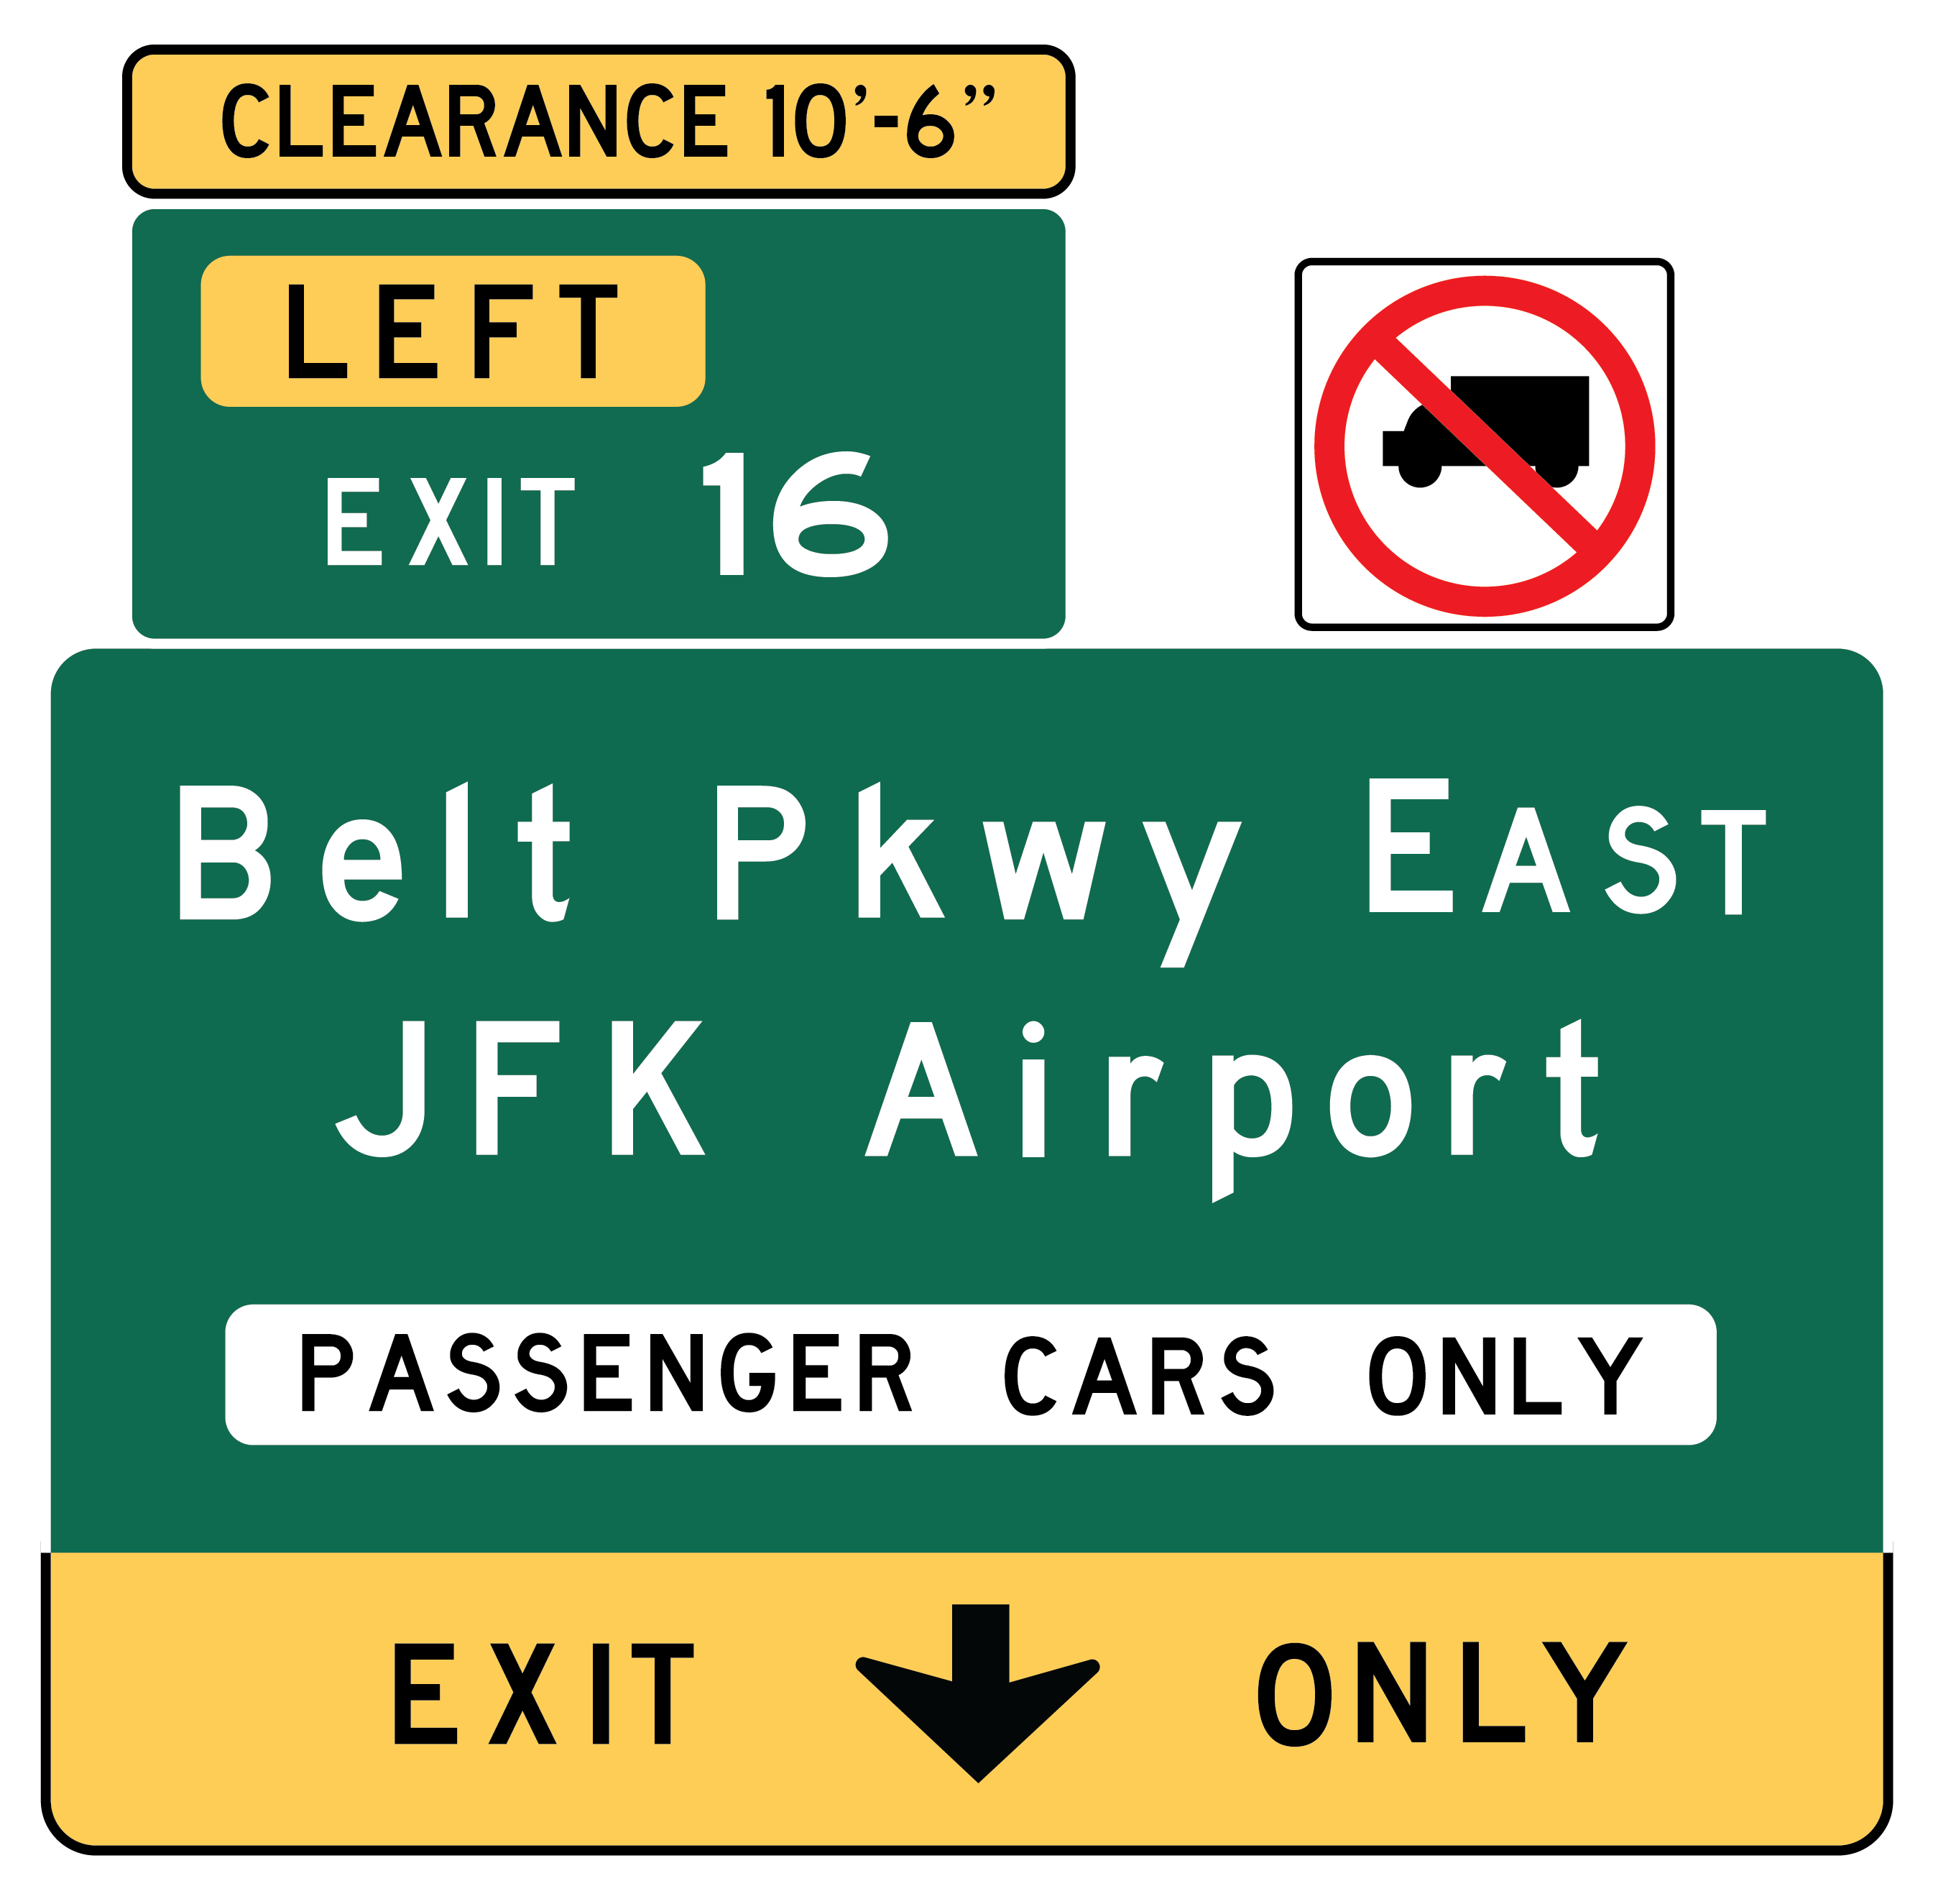 CLEARANCE 10’-6’’
LEFT
EXIT 16
Belt Pkwy EAST
JFK Airport
PASSENGER CARS ONLY
EXIT ONLY